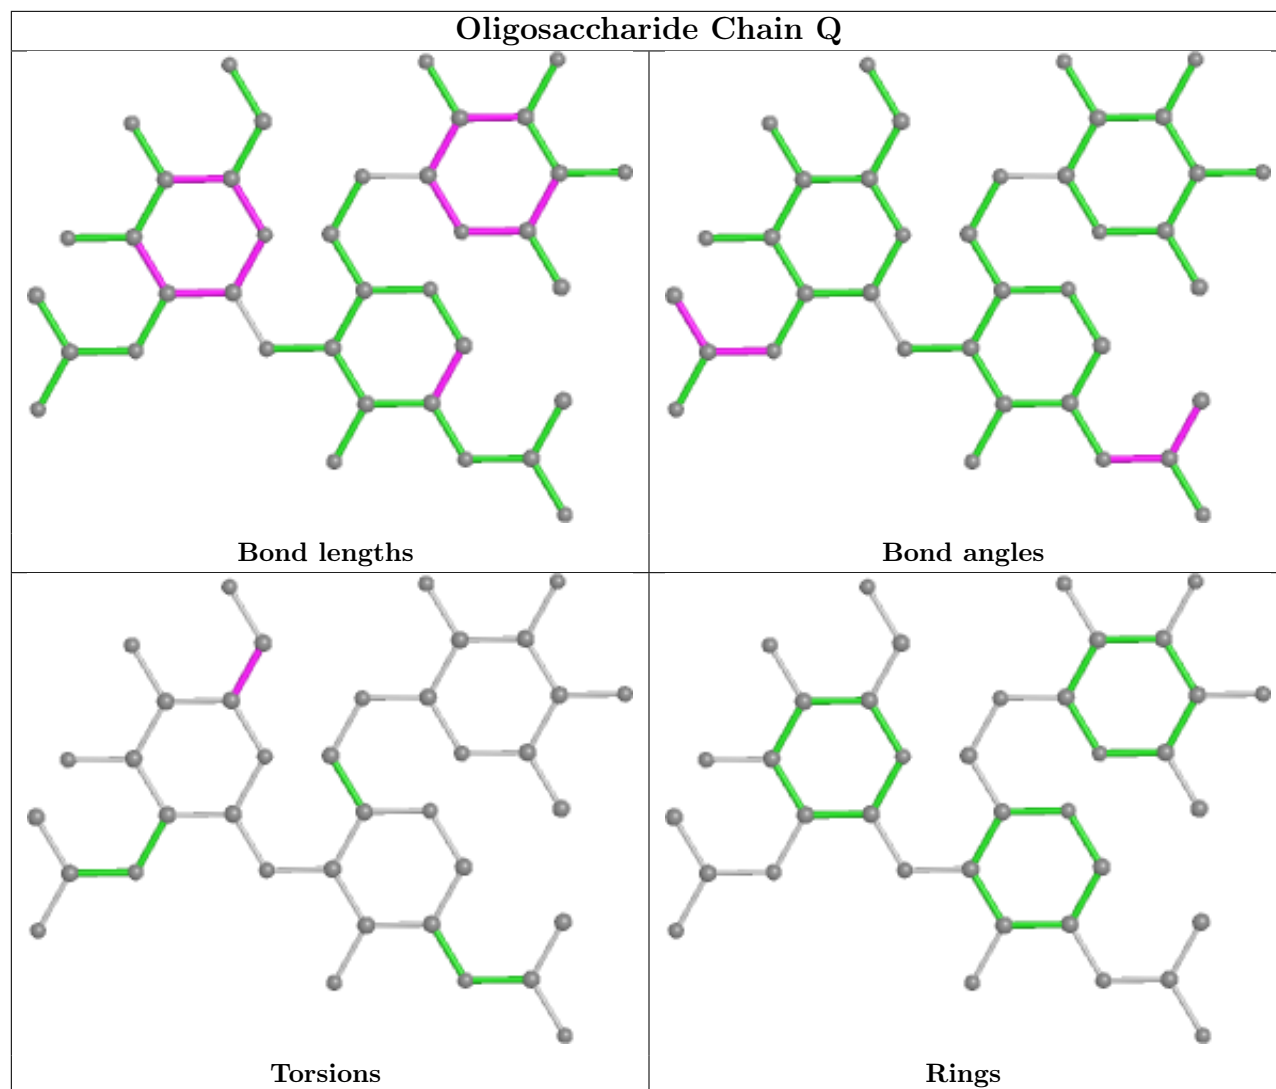 Oligosaccharide Chain Q
Bond lengths
Bond angles
Torsions
Rings